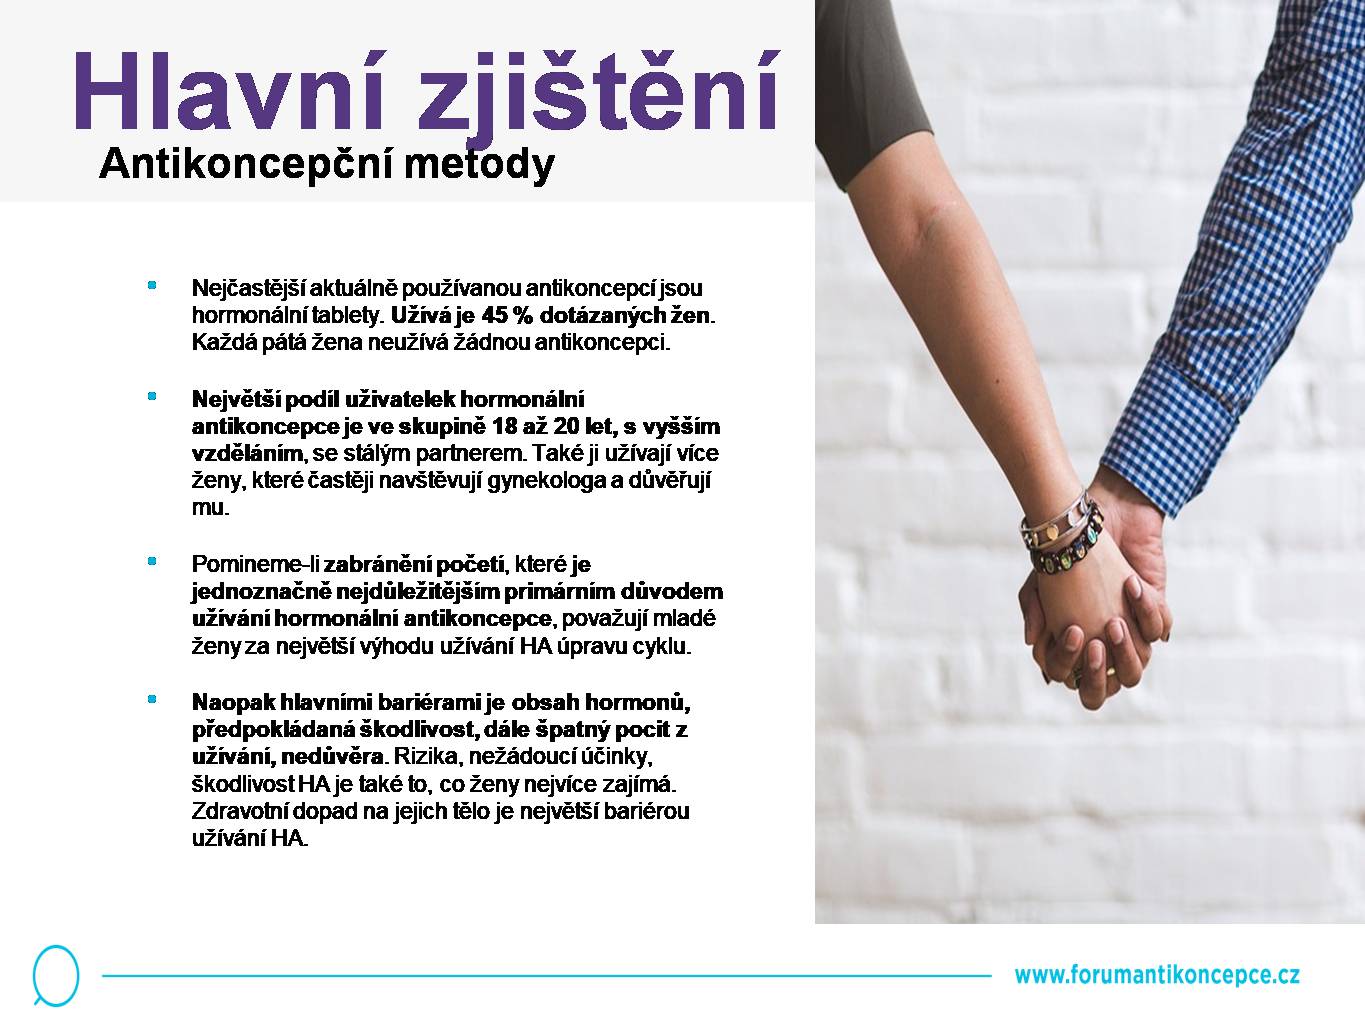 Hlavní zjištění
Antikoncepční metody
Nejčastější aktuálně používanou antikoncepcí jsou
hormonální tablety. Užívá je 45 % dotázaných žen.
Každá pátá žena neužívá žádnou antikoncepci.
Největší podíl uživatelek hormonální
antikoncepce je ve skupině 18 až 20 let, s vyšším
vzděláním, se stálým partnerem. Také ji užívají více
ženy, které častěji navštěvují gynekologa a důvěřují
mu.
Pomineme-li zabránění početí, které je
jednoznačně nejdůležitějším primárním důvodem
užívání hormonální antikoncepce, považují mladé
ženy za největší výhodu užívání HA úpravu cyklu.
Naopak hlavními bariérami je obsah hormonů,
předpokládaná škodlivost, dále špatný pocit z
užívání, nedůvěra. Rizika, nežádoucí účinky,
škodlivost HA je také to, co ženy nejvíce zajímá.
Zdravotní dopad na jejich tělo je největší bariérou
užívání HA.
www.forumantikoncepce.cz